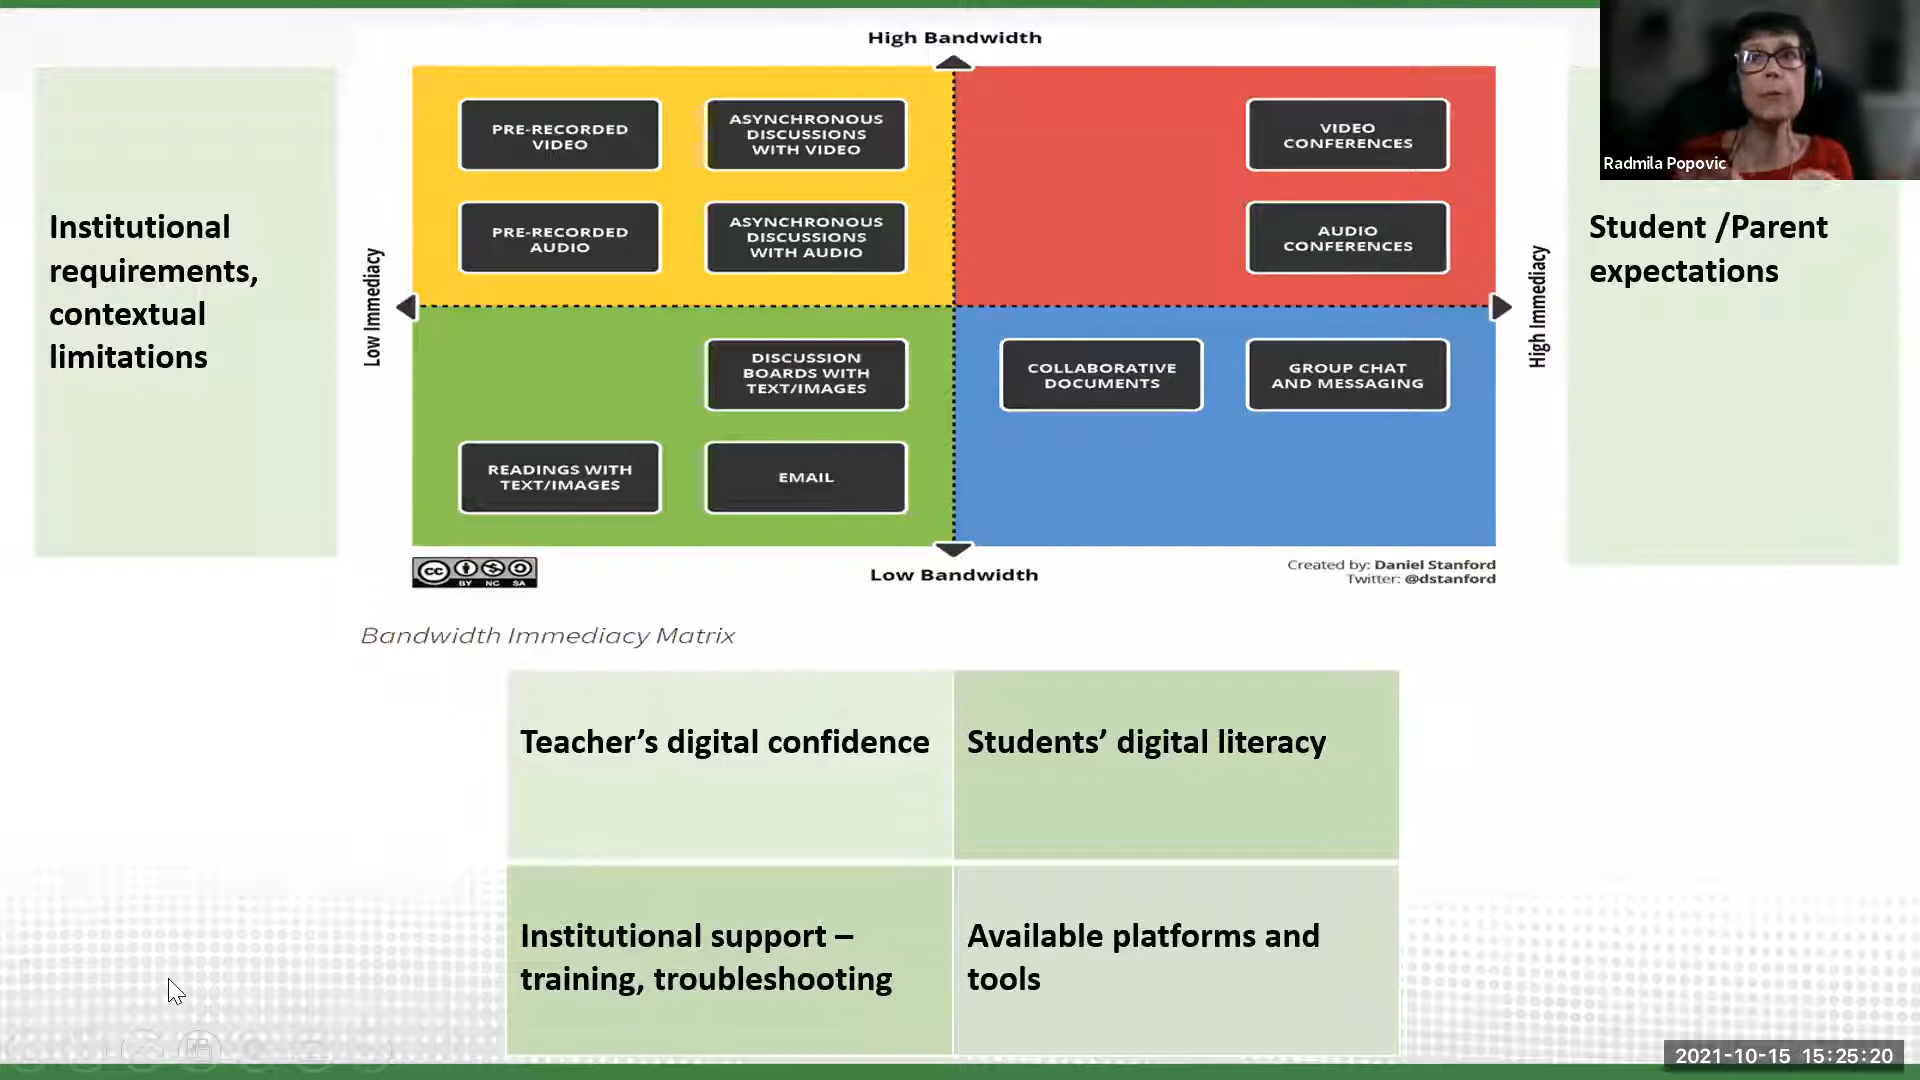 High Bandwidth
PRE-RECORDED
VIDEO
ASYNCHRONOUS
DISCUSSIONS
WITH VIDEO
VIDEO
CONFERENCES
PRE-RECORDED
AUDIO
ASYNCHRONOUS
DISCUSSIONS
WITH AUDIO
AUDIO
CONFERENCES
Radmila Popovic
Institutional
requirements,
contextual
limitations
Low Immediacy
High Immediacy
Student /Parent
expectations
DISCUSSION
BOARDS WITH
TEXT/IMAGES
COLLABORATIVE
DOCUMENTS
GROUP CHAT
AND MESSAGING
READINGS WITH
TEXT/IMAGES
EMAIL
CC BY NC SA
Low Bandwidth
Created by: Daniel Stanford
Twitter: @dstanford
Bandwidth Immediacy Matrix
Teacher’s digital confidence
Students’ digital literacy
Institutional support –
training, troubleshooting
Available platforms and
tools
2021-10-15 15:25:20